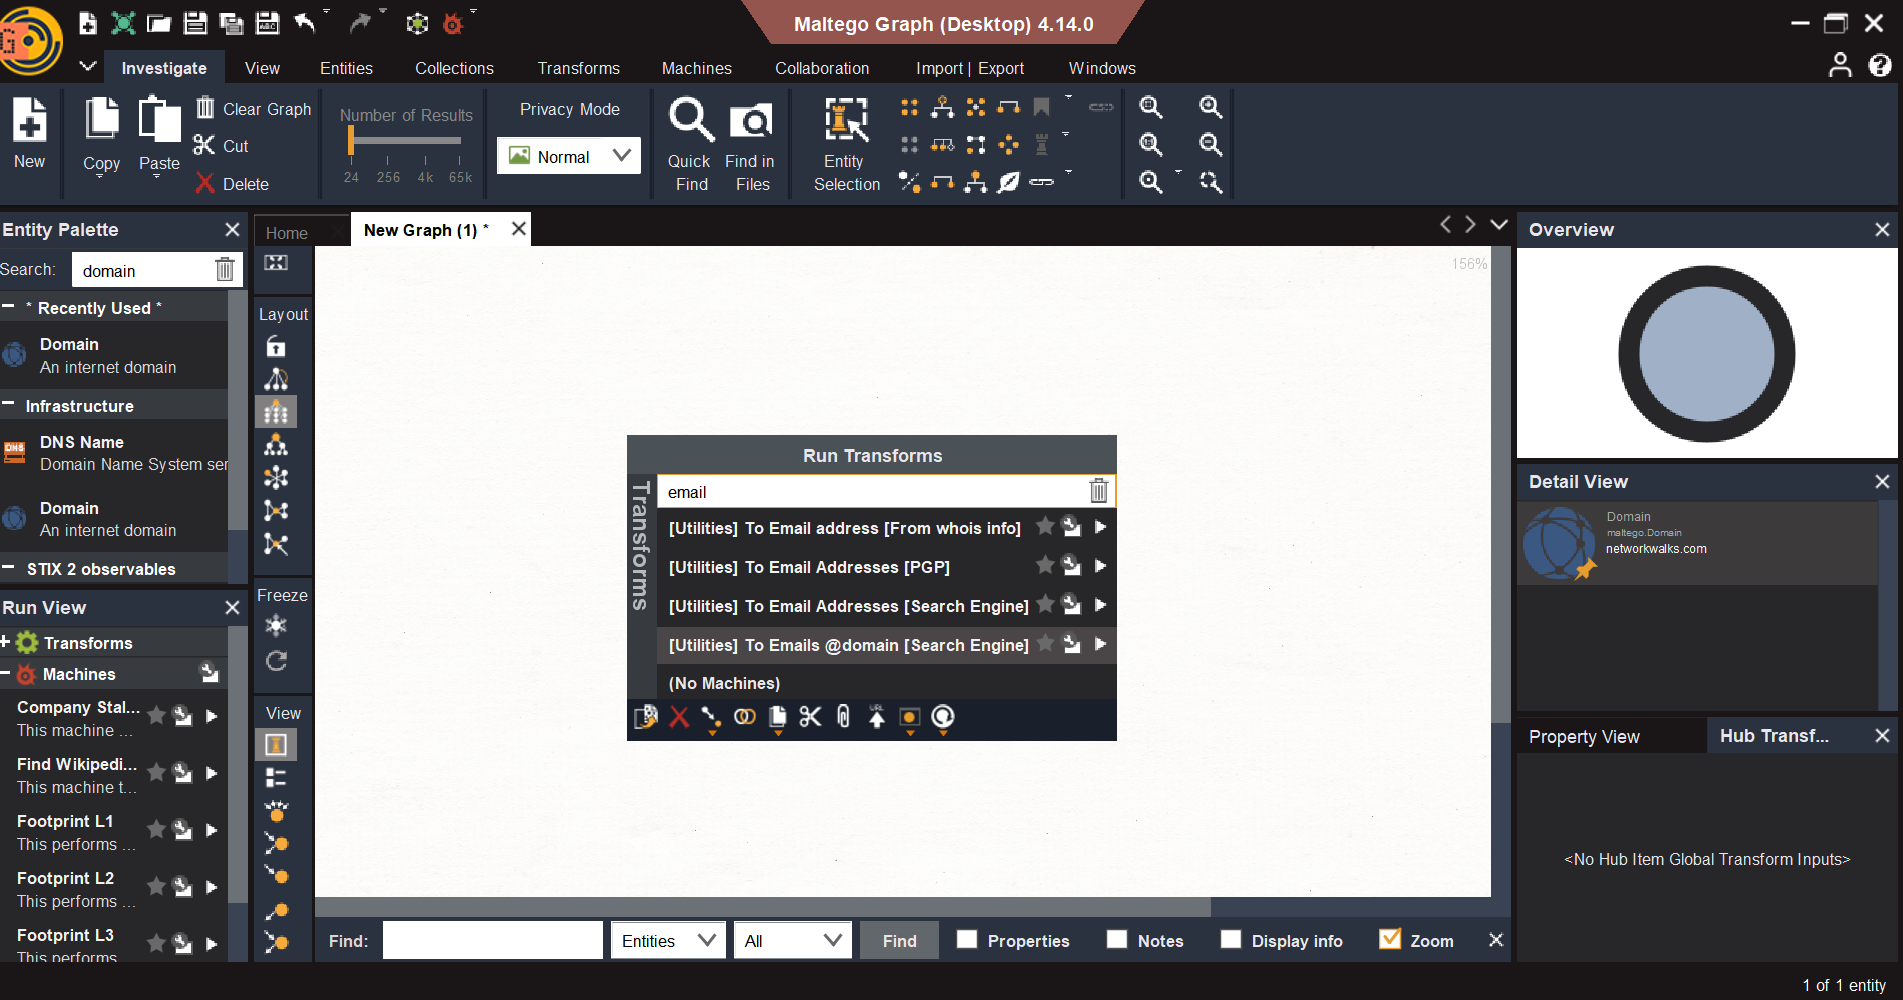 Maltego Graph (Desktop) 4.14.0
Investigate
View
Entities
Collections
Transforms
Machines
Collaboration
Import | Export
Windows
New
Copy
Paste
Clear Graph
Cut
Delete
Number of Results
24 256 4k 65k
Privacy Mode
Normal
Quick
Find
Find in
Files
Entity
Selection
Entity Palette
Search:
domain
* Recently Used *
Domain
An internet domain
Infrastructure
DNS
DNS Name
Domain Name System ser
Domain
An internet domain
STIX 2 observables
Run View
Transforms
Machines
Company Stal...
This machine ...
Find Wikipedi...
This machine t...
Footprint L1
This performs ...
Footprint L2
This performs ...
Footprint L3
This performs
Home
New Graph (1) *
Layout
Freeze
View
156%
Run Transforms
Transforms
email
[Utilities] To Email address [From whois info]
[Utilities] To Email Addresses [PGP]
[Utilities] To Email Addresses [Search Engine]
[Utilities] To Emails @domain [Search Engine]
(No Machines)
URL
Find:
Entities
All
Find
Properties
Notes
Display info
Zoom
Overview
Detail View
Domain
maltego.Domain
networkwalks.com
Property View
Hub Transf...
<No Hub Item Global Transform Inputs>
1 of 1 entity